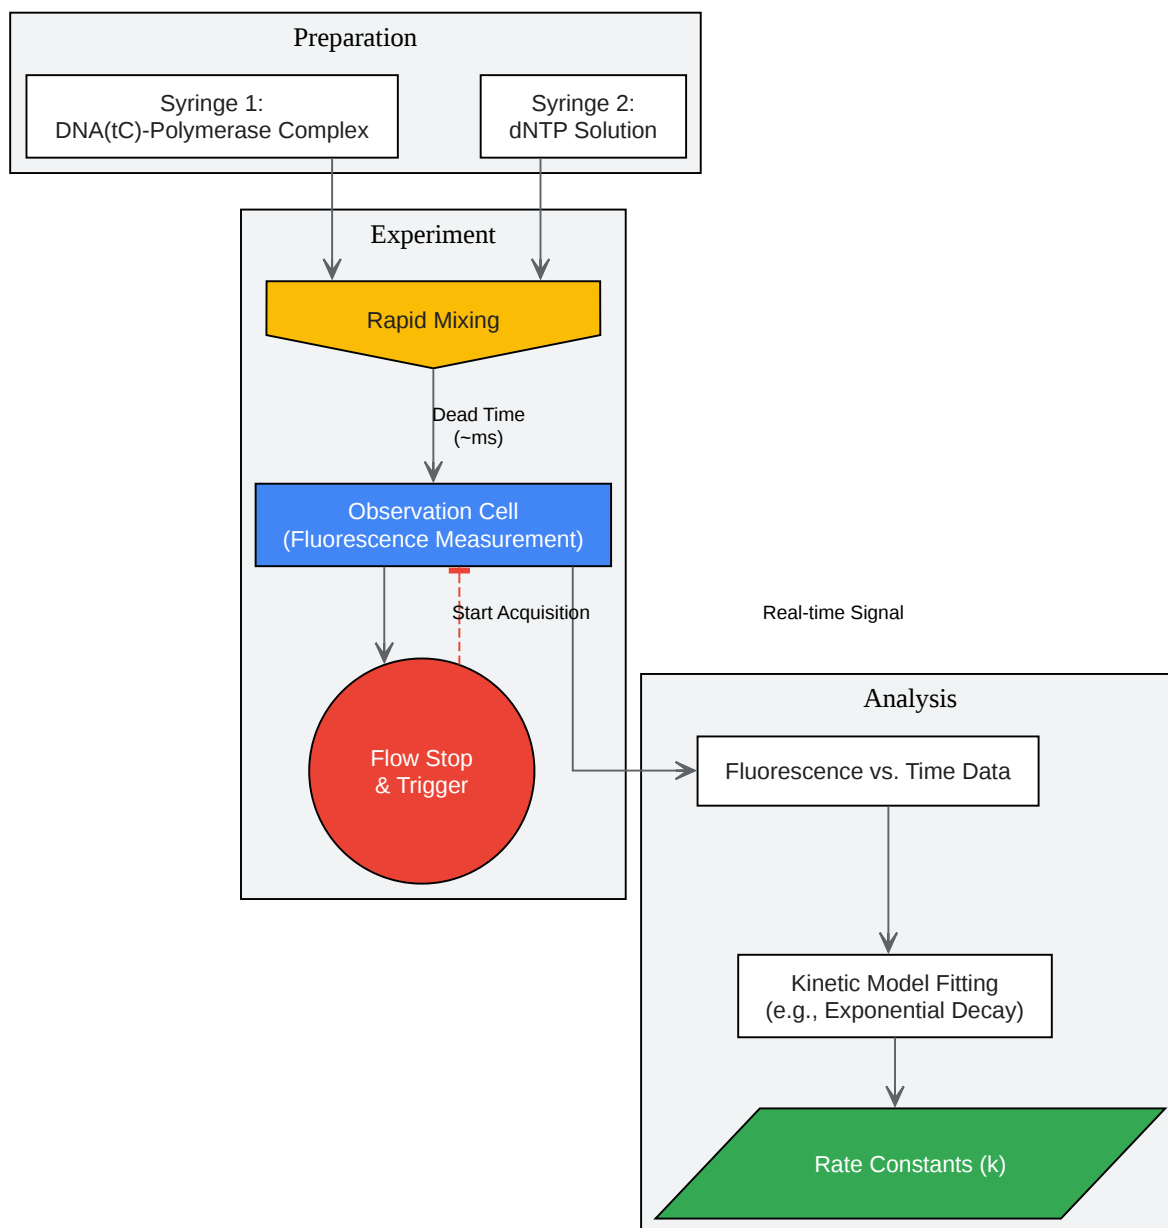 Preparation
Syringe 1:
DNA(tC)-Polymerase Complex
Syringe 2:
dNTP Solution
Experiment
Rapid Mixing
Dead Time
(~ms)
Observation Cell
(Fluorescence Measurement)
Start Acquisition
Real-time Signal
Flow Stop
& Trigger
Analysis
Fluorescence vs. Time Data
Kinetic Model Fitting
(e.g., Exponential Decay)
Rate Constants (k)